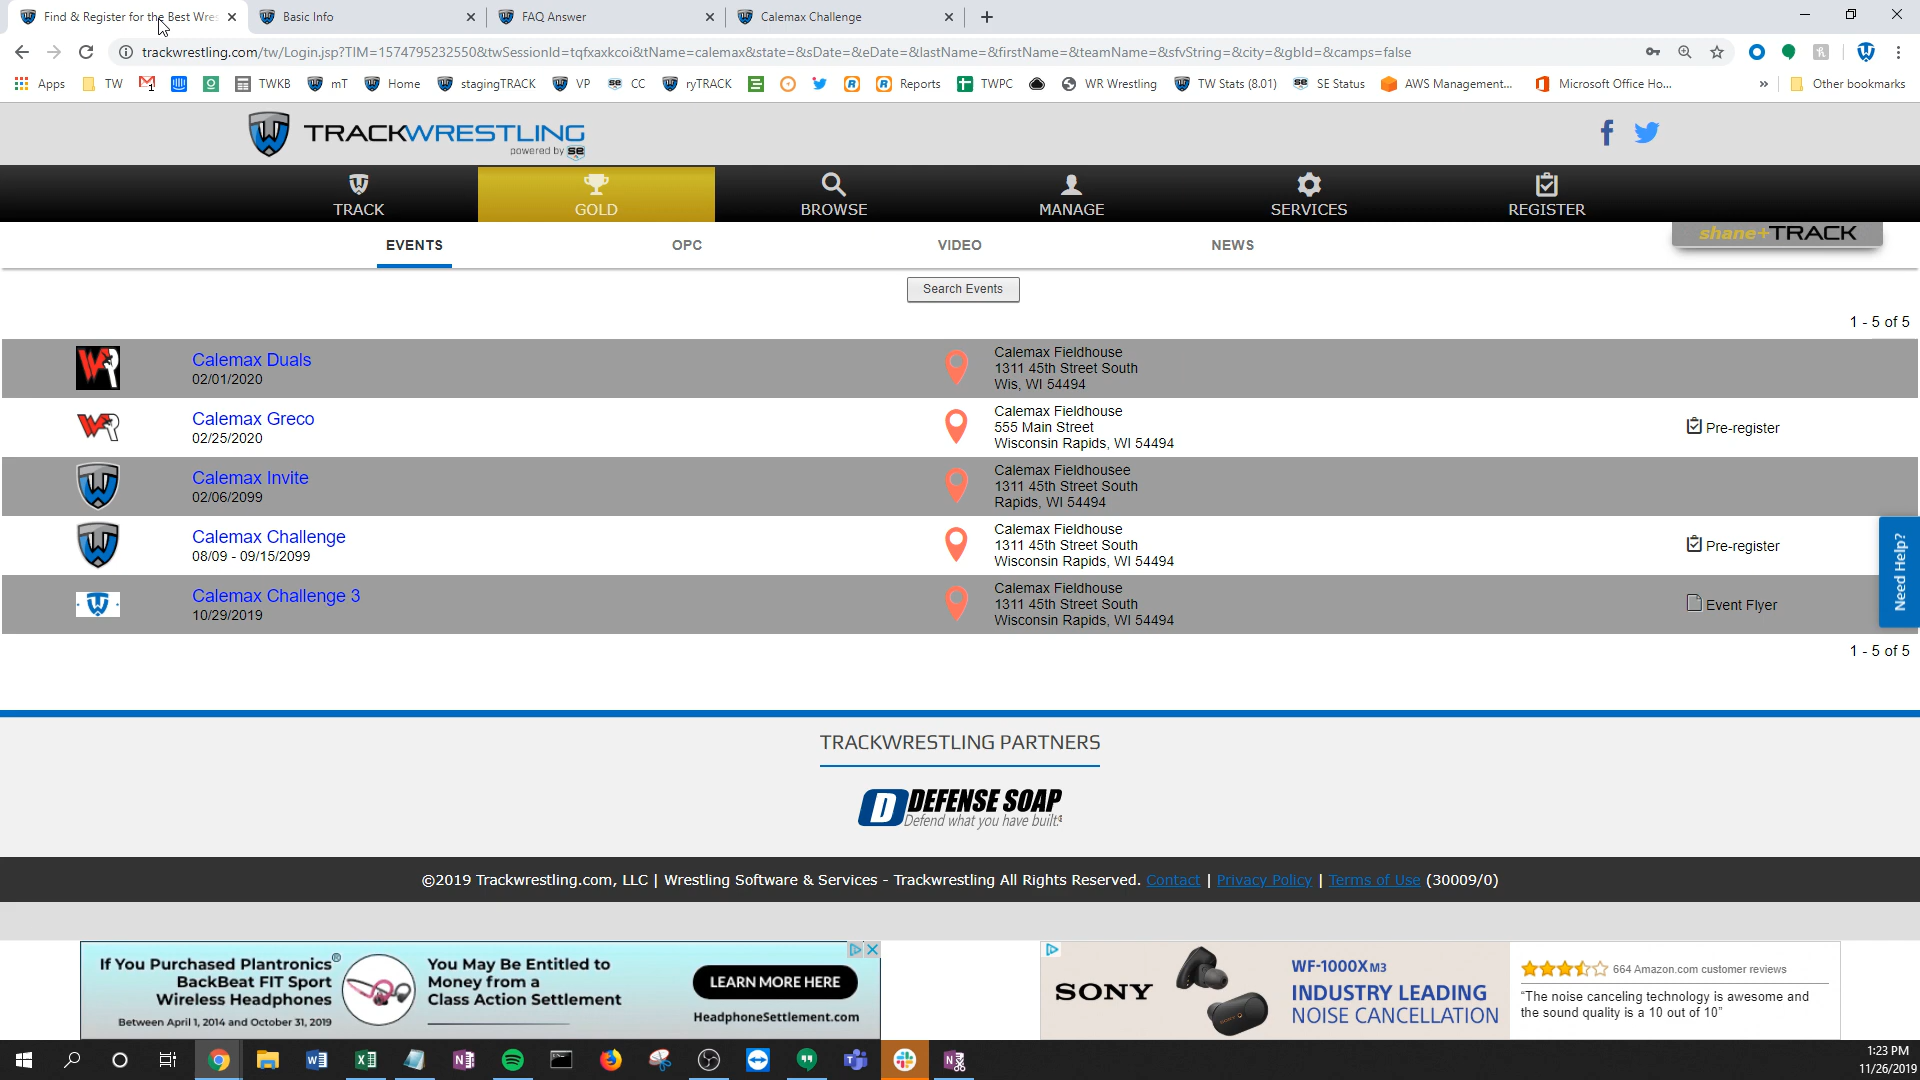 Find & Register for the Best Wres
Basic Info
FAQ Answer
Calemax Challenge
trackwrestling.com/tw/Login.jsp?TIM=1574795232550&twSessionId=tqfxaxkcoi&tName=calemax&state=&sDate=&eDate=&lastName=&firstName=&teamName=&sfvString=&city=&gbId=&camps=false
Apps
TW
TWKB
mT
Home
stagingTRACK
VP
CC
ryTRACK
Reports
TWPC
WR Wrestling
TW Stats (8.01)
SE Status
AWS Management...
Microsoft Office Ho...
»
Other bookmarks
TRACKWRESTLING
powered by se
TRACK
GOLD
BROWSE
MANAGE
SERVICES
REGISTER
EVENTS
OPC
VIDEO
NEWS
shane+TRACK
Search Events
1 - 5 of 5
Calemax Duals
02/01/2020
Calemax Fieldhouse
1311 45th Street South
Wis, WI 54494
Calemax Greco
02/25/2020
Calemax Fieldhouse
555 Main Street
Wisconsin Rapids, WI 54494
Pre-register
Calemax Invite
02/06/2099
Calemax Fieldhousee
1311 45th Street South
Rapids, WI 54494
Calemax Challenge
08/09 - 09/15/2099
Calemax Fieldhouse
1311 45th Street South
Wisconsin Rapids, WI 54494
Pre-register
Calemax Challenge 3
10/29/2019
Calemax Fieldhouse
1311 45th Street South
Wisconsin Rapids, WI 54494
Event Flyer
Need Help?
1 - 5 of 5
TRACKWRESTLING PARTNERS
D DEFENSE SOAP
Defend what you have built.
©2019 Trackwrestling.com, LLC | Wrestling Software & Services - Trackwrestling All Rights Reserved. Contact | Privacy Policy | Terms of Use (30009/0)
If You Purchased Plantronics®
BackBeat FIT Sport
Wireless Headphones
Between April 1, 2014 and October 31, 2019
You May Be Entitled to
Money from a
Class Action Settlement
LEARN MORE HERE
HeadphoneSettlement.com
SONY
WF-1000XM3
INDUSTRY LEADING
NOISE CANCELLATION
664 Amazon.com customer reviews
"The noise canceling technology is awesome and
the sound quality is a 10 out of 10"
1:23 PM
11/26/2019